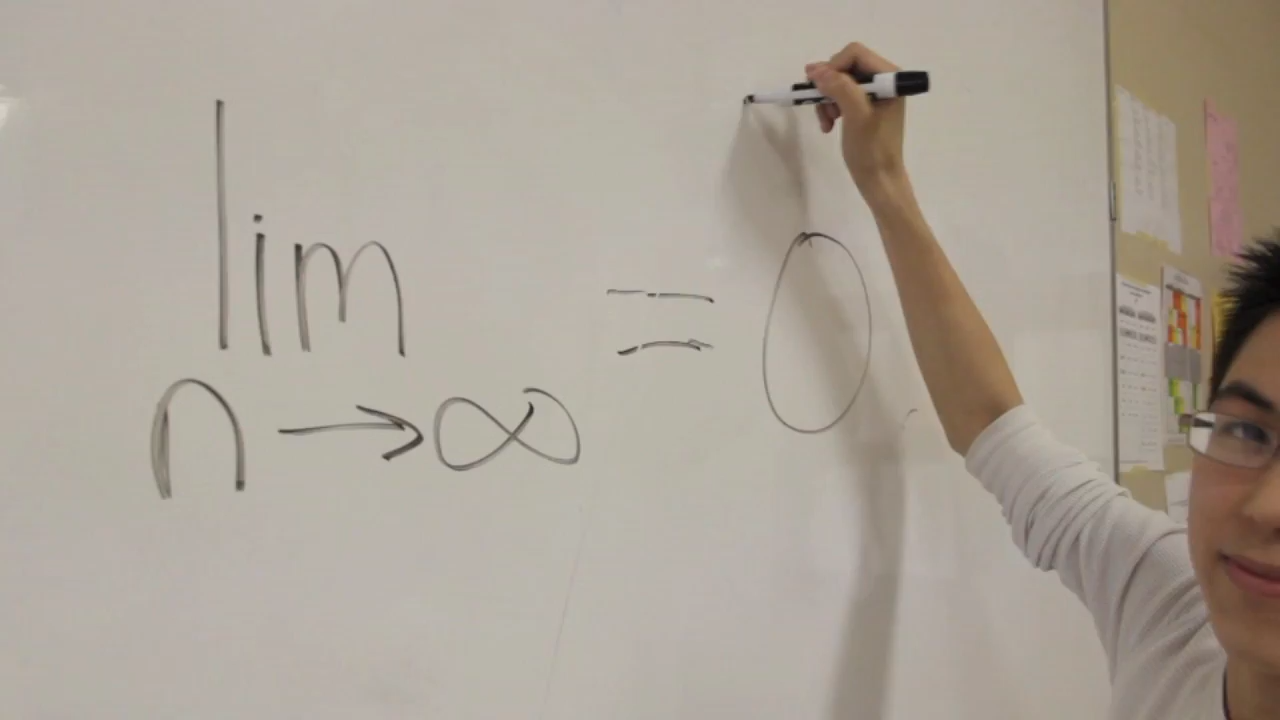 lim = 0
n → ∞